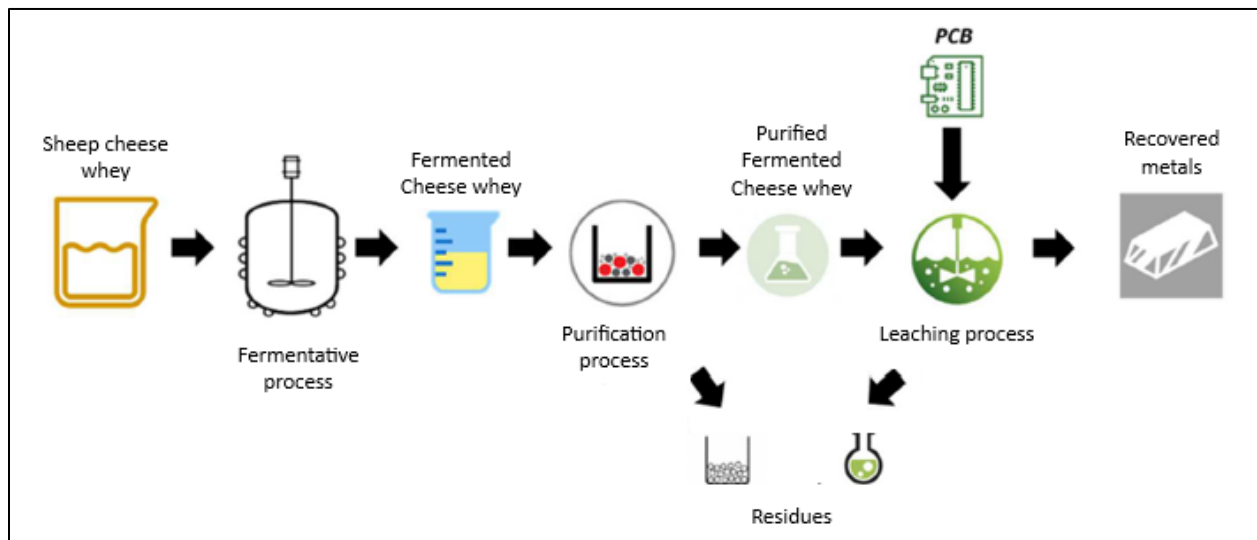 PCB
Sheep cheese
whey
Fermented
Cheese whey
Purified
Fermented
Cheese whey
Recovered
metals
Fermentative
process
Purification
process
Leaching process
Residues